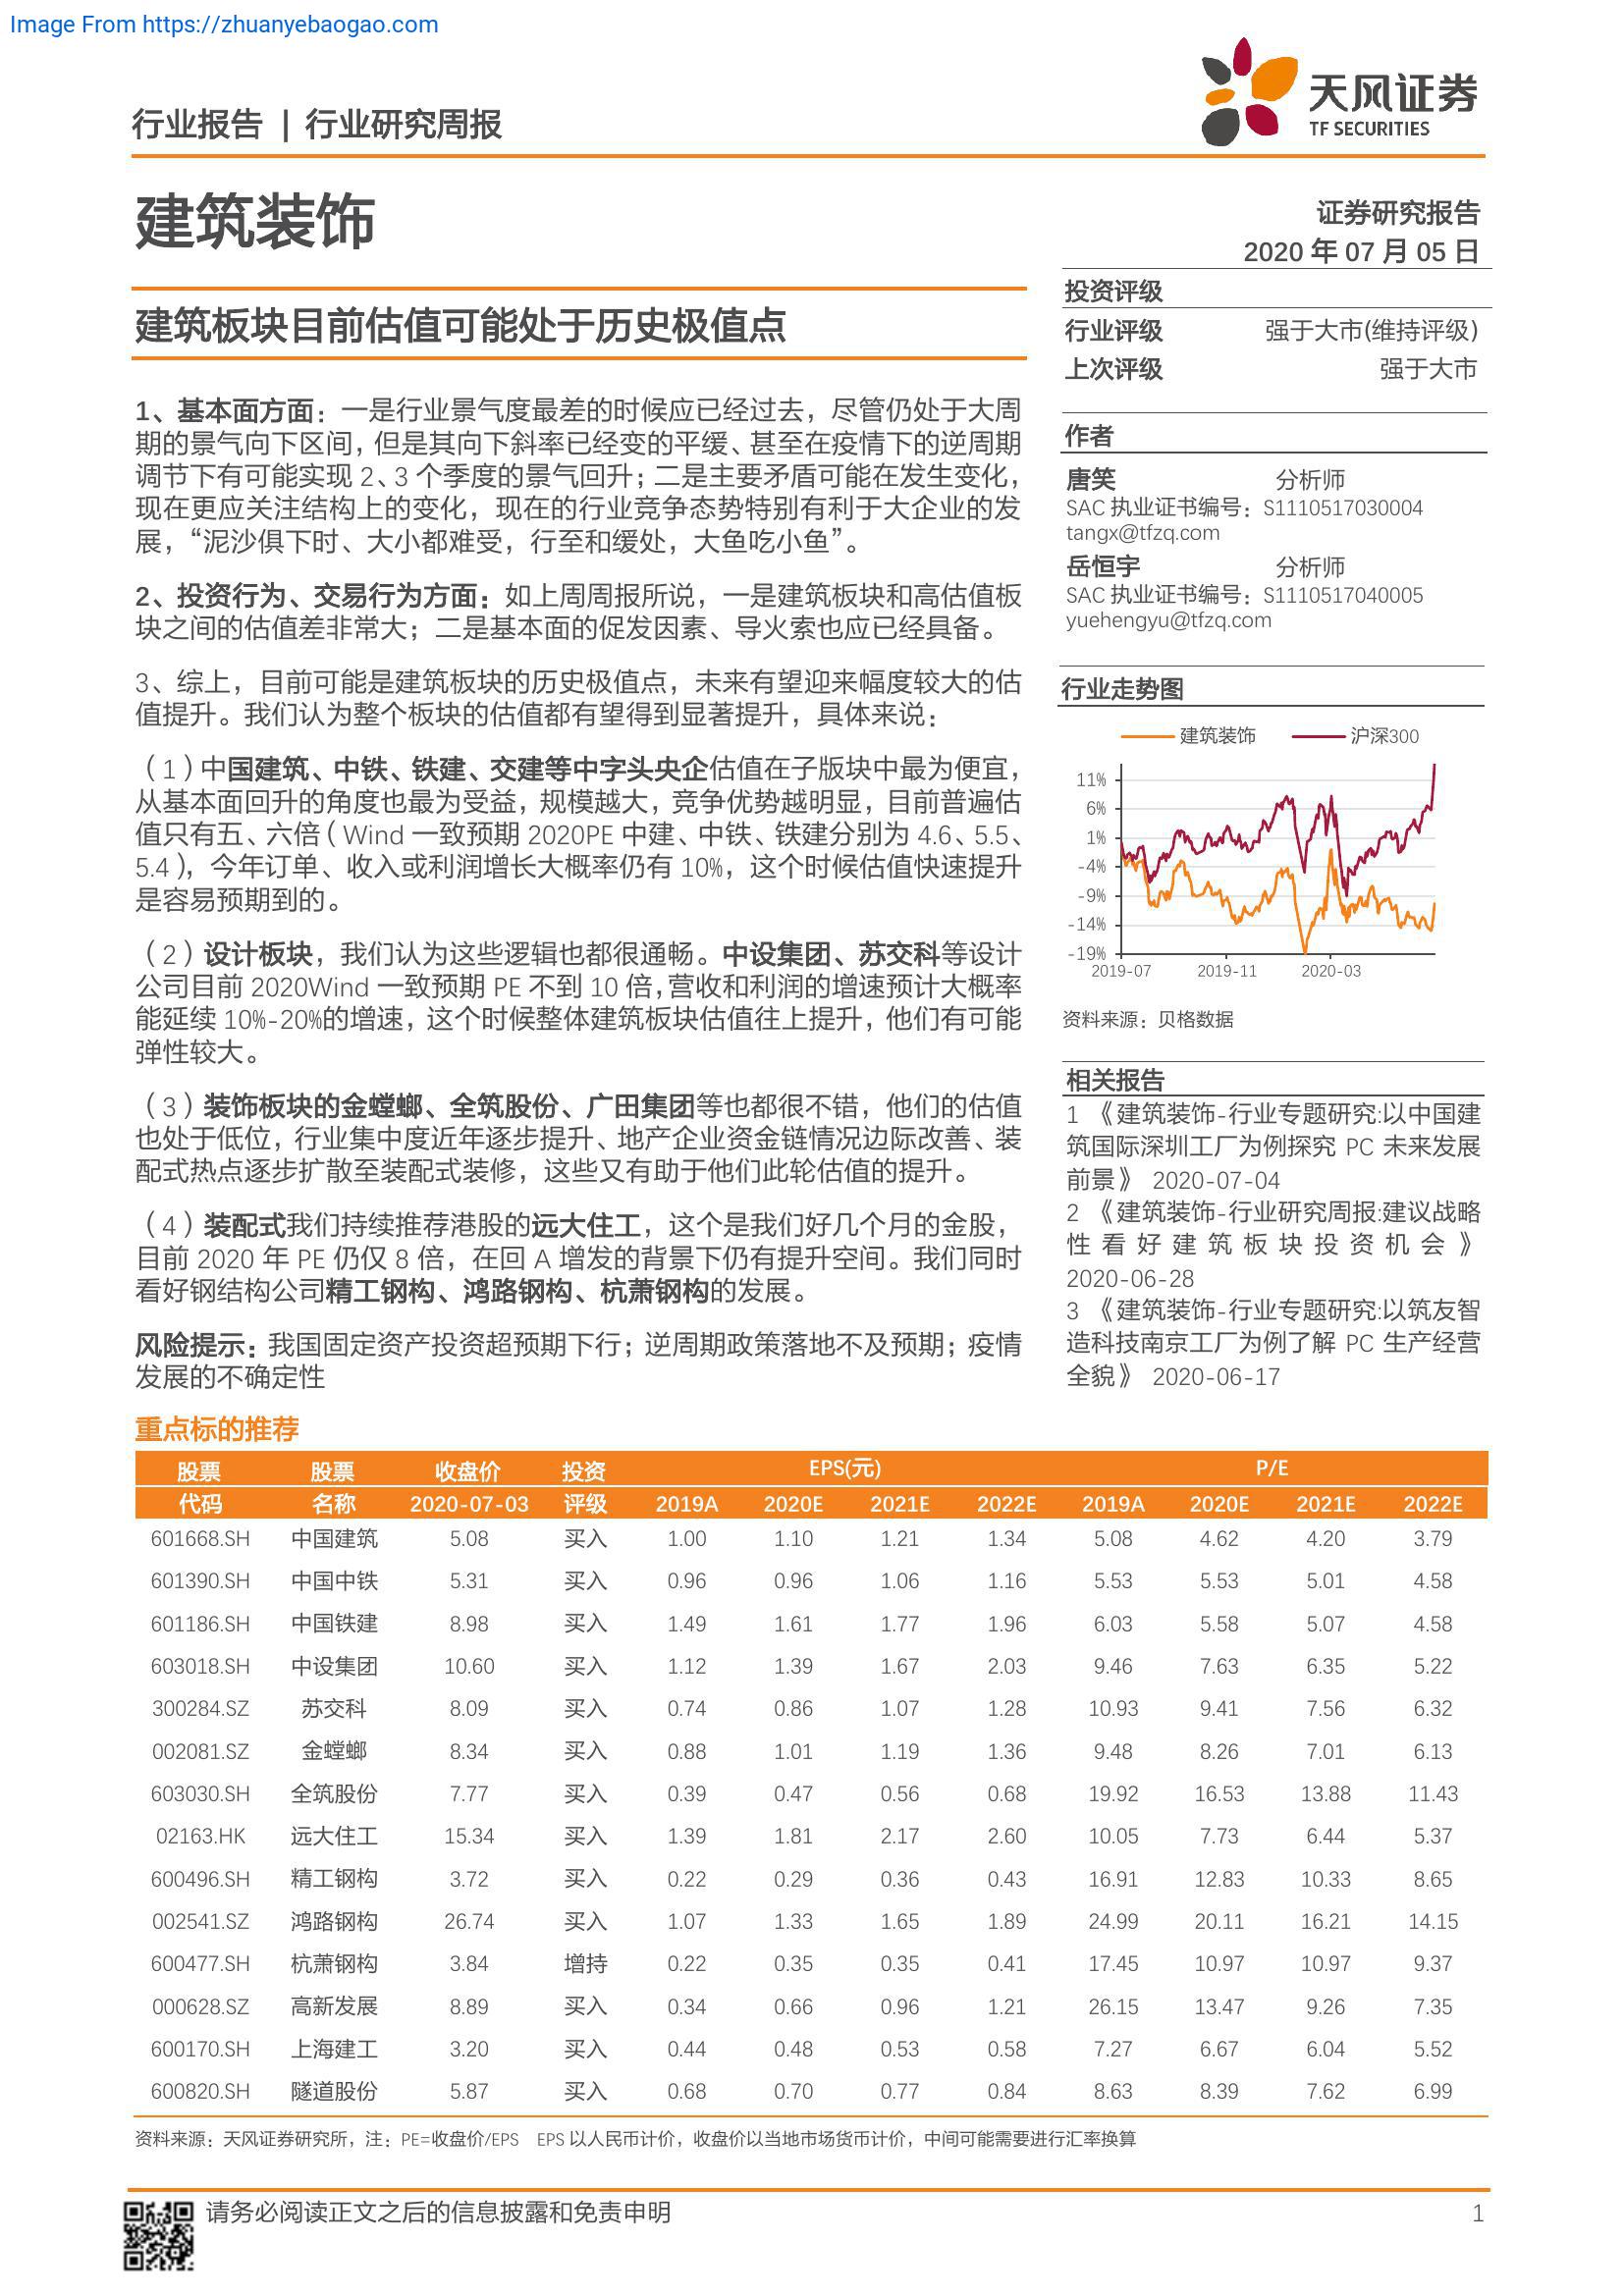 Image From https://zhuanyebaogao.com
行业报告 | 行业研究周报
天风证券
TF SECURITIES
建筑装饰
证券研究报告
2020 年 07 月 05 日
建筑板块目前估值可能处于历史极值点
1、基本面方面：一是行业景气度最差的时候应已经过去，尽管仍处于大周
期的景气向下区间，但是其向下斜率已经变的平缓、甚至在疫情下的逆周期
调节下有可能实现 2、3 个季度的景气回升；二是主要矛盾可能在发生变化，
现在更应关注结构上的变化，现在的行业竞争态势特别有利于大企业的发
展，“泥沙俱下时、大小都难受，行至和缓处，大鱼吃小鱼”。
2、投资行为、交易行为方面：如上周周报所说，一是建筑板块和高估值板
块之间的估值差非常大；二是基本面的促发因素、导火索也应已经具备。
3、综上，目前可能是建筑板块的历史极值点，未来有望迎来幅度较大的估
值提升。我们认为整个板块的估值都有望得到显著提升，具体来说：
（1）中国建筑、中铁、铁建、交建等中字头央企估值在子版块中最为便宜，
从基本面回升的角度也最为受益，规模越大，竞争优势越明显，目前普遍估
值只有五、六倍（Wind 一致预期 2020PE 中建、中铁、铁建分别为 4.6、5.5、
5.4），今年订单、收入或利润增长大概率仍有 10%，这个时候估值快速提升
是容易预期到的。
（2）设计板块，我们认为这些逻辑也都很通畅。中设集团、苏交科等设计
公司目前 2020Wind 一致预期 PE 不到 10 倍，营收和利润的增速预计大概率
能延续 10%-20%的增速，这个时候整体建筑板块估值往上提升，他们有可能
弹性较大。
（3）装饰板块的金螳螂、全筑股份、广田集团等也都很不错，他们的估值
也处于低位，行业集中度近年逐步提升、地产企业资金链情况边际改善、装
配式热点逐步扩散至装配式装修，这些又有助于他们此轮估值的提升。
（4）装配式我们持续推荐港股的远大住工，这个是我们好几个月的金股，
目前 2020 年 PE 仍仅 8 倍，在回 A 增发的背景下仍有提升空间。我们同时
看好钢结构公司精工钢构、鸿路钢构、杭萧钢构的发展。
风险提示：我国固定资产投资超预期下行；逆周期政策落地不及预期；疫情
发展的不确定性
投资评级
行业评级 强于大市(维持评级)
上次评级 强于大市
作者
唐笑 分析师
SAC 执业证书编号：S1110517030004
tangx@tfzq.com
岳恒宇 分析师
SAC 执业证书编号：S1110517040005
yuehengyu@tfzq.com
行业走势图
建筑装饰 沪深300
11%
6%
1%
-4%
-9%
-14%
-19%
2019-07 2019-11 2020-03
资料来源：贝格数据
相关报告
1 《建筑装饰-行业专题研究:以中国建
筑国际深圳工厂为例探究 PC 未来发展
前景》 2020-07-04
2 《建筑装饰-行业研究周报:建议战略
性看好建筑板块投资机会》
2020-06-28
3 《建筑装饰-行业专题研究:以筑友智
造科技南京工厂为例了解 PC 生产经营
全貌》 2020-06-17
重点标的推荐
股票 股票 收盘价 投资 EPS(元) P/E
代码 名称 2020-07-03 评级 2019A 2020E 2021E 2022E 2019A 2020E 2021E 2022E
601668.SH 中国建筑 5.08 买入 1.00 1.10 1.21 1.34 5.08 4.62 4.20 3.79
601390.SH 中国中铁 5.31 买入 0.96 0.96 1.06 1.16 5.53 5.53 5.01 4.58
601186.SH 中国铁建 8.98 买入 1.49 1.61 1.77 1.96 6.03 5.58 5.07 4.58
603018.SH 中设集团 10.60 买入 1.12 1.39 1.67 2.03 9.46 7.63 6.35 5.22
300284.SZ 苏交科 8.09 买入 0.74 0.86 1.07 1.28 10.93 9.41 7.56 6.32
002081.SZ 金螳螂 8.34 买入 0.88 1.01 1.19 1.36 9.48 8.26 7.01 6.13
603030.SH 全筑股份 7.77 买入 0.39 0.47 0.56 0.68 19.92 16.53 13.88 11.43
02163.HK 远大住工 15.34 买入 1.39 1.81 2.17 2.60 10.05 7.73 6.44 5.37
600496.SH 精工钢构 3.72 买入 0.22 0.29 0.36 0.43 16.91 12.83 10.33 8.65
002541.SZ 鸿路钢构 26.74 买入 1.07 1.33 1.65 1.89 24.99 20.11 16.21 14.15
600477.SH 杭萧钢构 3.84 增持 0.22 0.35 0.35 0.41 17.45 10.97 10.97 9.37
000628.SZ 高新发展 8.89 买入 0.34 0.66 0.96 1.21 26.15 13.47 9.26 7.35
600170.SH 上海建工 3.20 买入 0.44 0.48 0.53 0.58 7.27 6.67 6.04 5.52
600820.SH 隧道股份 5.87 买入 0.68 0.70 0.77 0.84 8.63 8.39 7.62 6.99
资料来源：天风证券研究所，注：PE=收盘价/EPS EPS 以人民币计价，收盘价以当地市场货币计价，中间可能需要进行汇率换算
请务必阅读正文之后的信息披露和免责申明 1